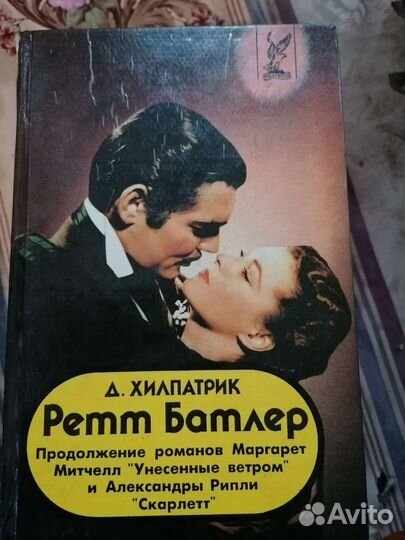 Д. ХИЛПАТРИК
Ретт Батлер
Продолжение романов Маргарет
Митчелл "Унесенные ветром"
и Александры Рипли
"Скарлетт"
Avito